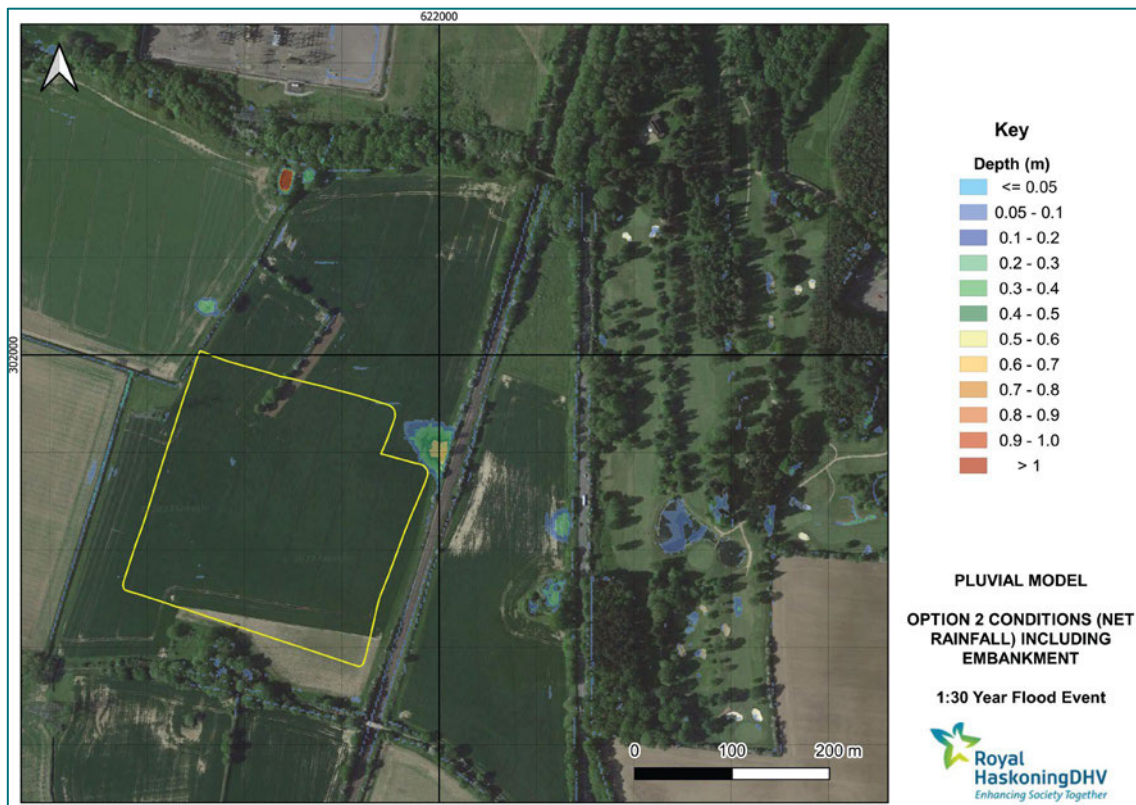 622000
302000
0 100 200 m
Key
Depth (m)
<= 0.05
0.05 - 0.1
0.1 - 0.2
0.2 - 0.3
0.3 - 0.4
0.4 - 0.5
0.5 - 0.6
0.6 - 0.7
0.7 - 0.8
0.8 - 0.9
0.9 - 1.0
> 1
PLUVIAL MODEL
OPTION 2 CONDITIONS (NET
RAINFALL) INCLUDING
EMBANKMENT
1:30 Year Flood Event
Royal
HaskoningDHV
Enhancing Society Together